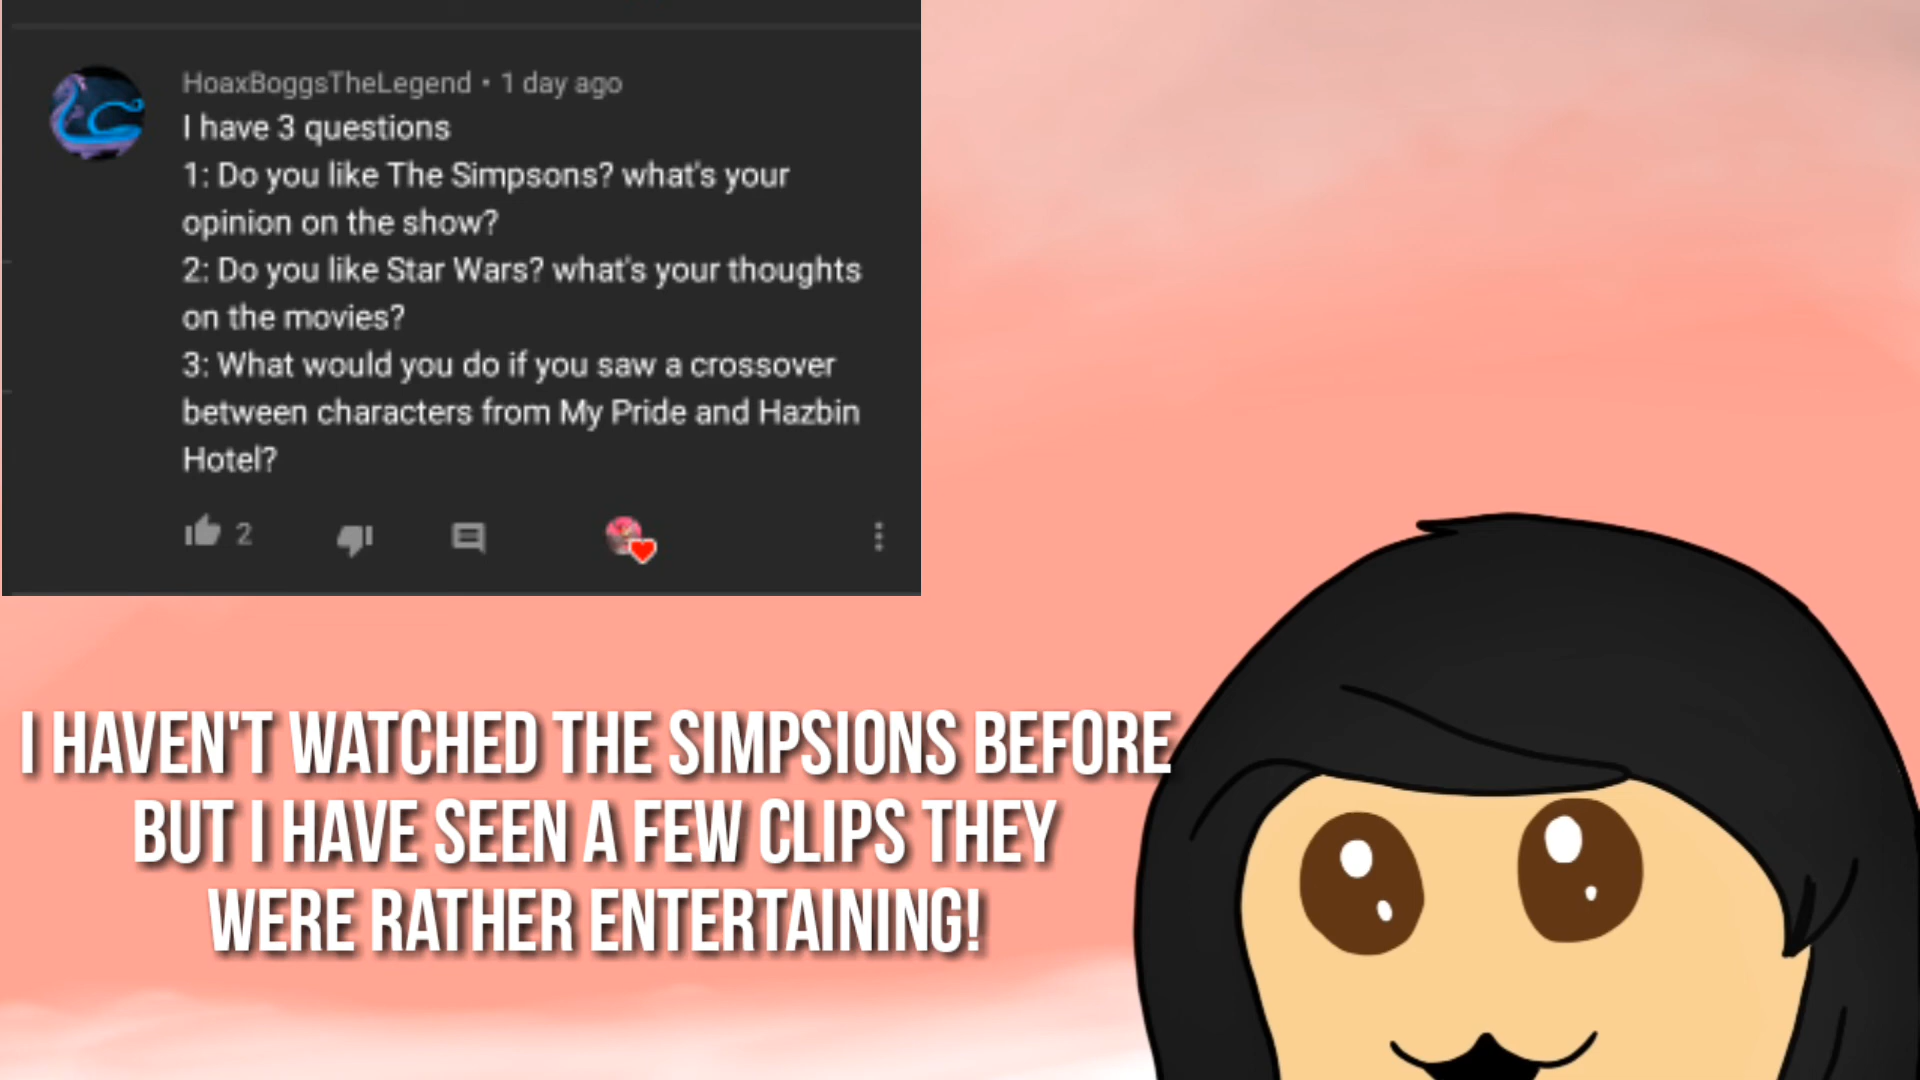 HoaxBoggsTheLegend • 1 day ago
I have 3 questions
1: Do you like The Simpsons? what's your
opinion on the show?
2: Do you like Star Wars? what's your thoughts
on the movies?
3: What would you do if you saw a crossover
between characters from My Pride and Hazbin
Hotel?
2
I HAVEN'T WATCHED THE SIMPSIONS BEFORE
BUT I HAVE SEEN A FEW CLIPS THEY
WERE RATHER ENTERTAINING!